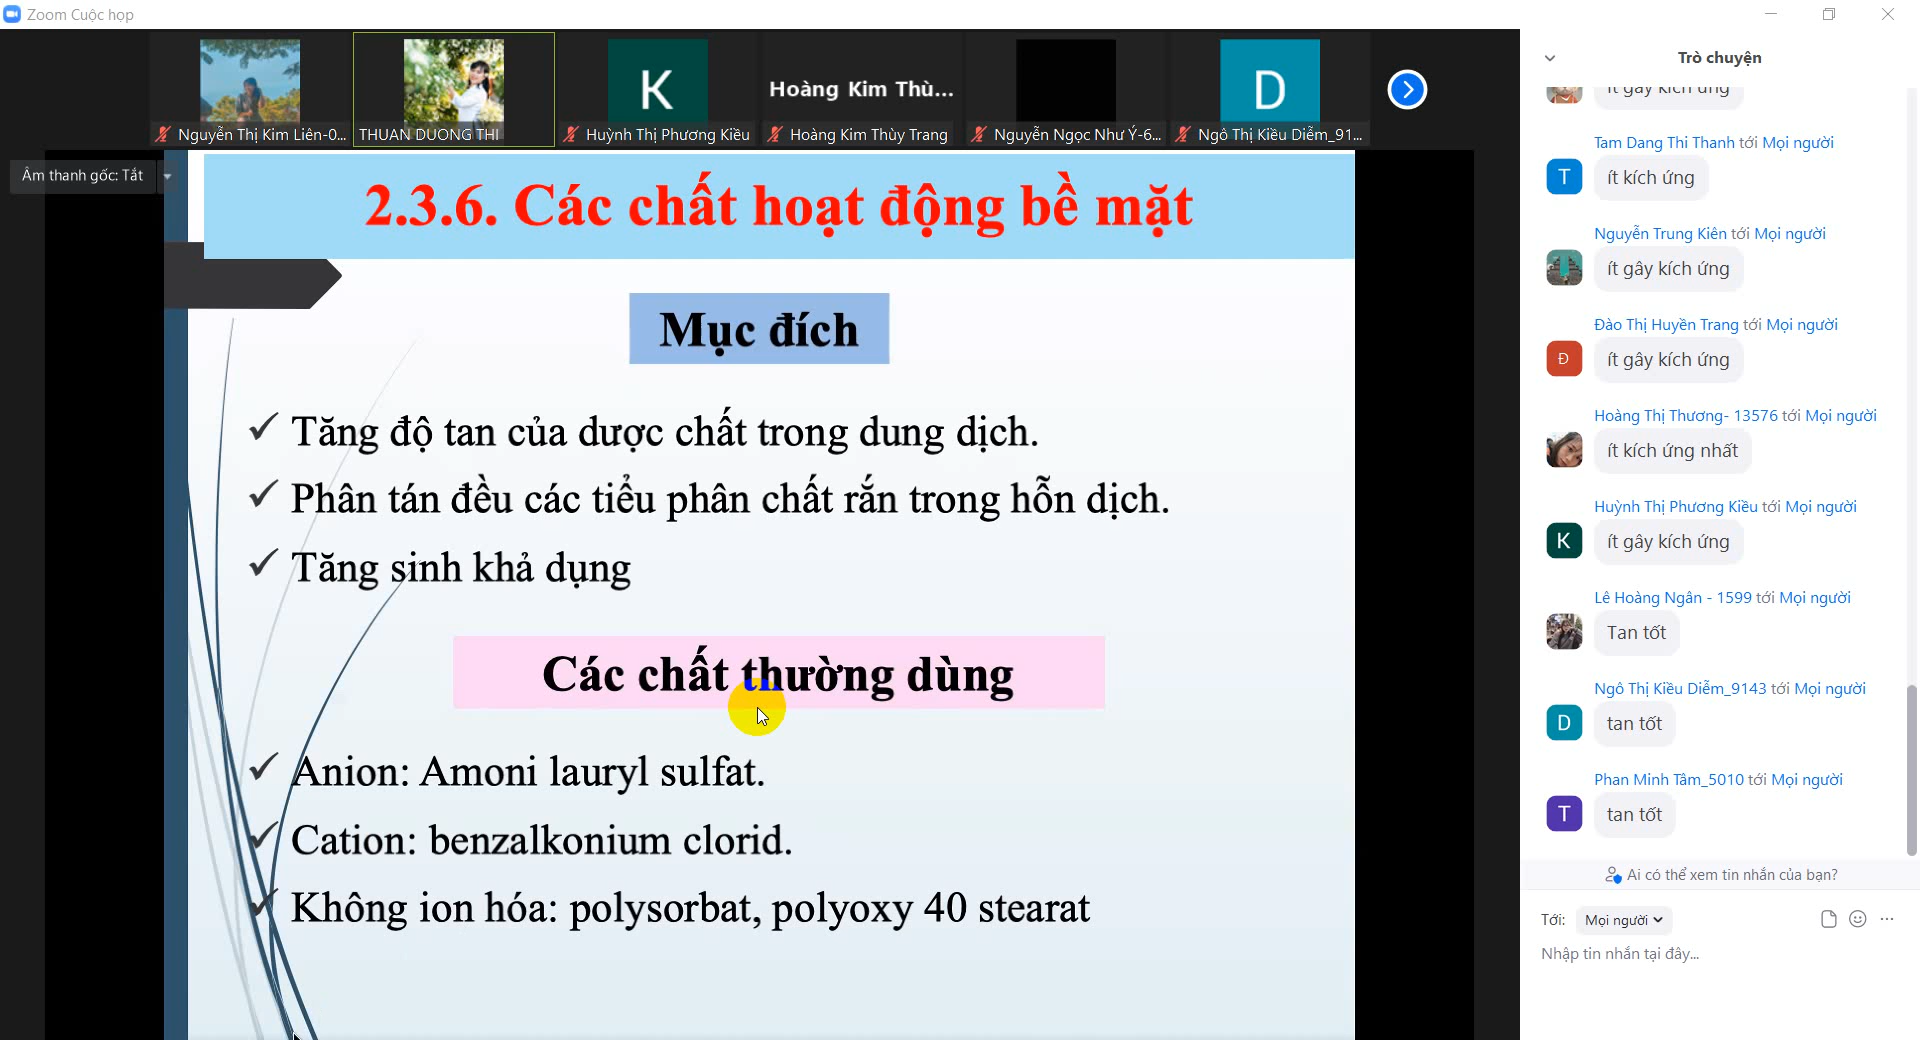 Zoom Cuộc họp
Nguyễn Thị Kim Liên-0...
THUAN DUONG THI
K
Huỳnh Thị Phương Kiều
Hoàng Kim Thù...
Hoàng Kim Thùy Trang
Nguyễn Ngọc Như Ý-6...
D
Ngô Thị Kiều Diễm_91...
Âm thanh gốc: Tắt
2.3.6. Các chất hoạt động bề mặt
Mục đích
✓ Tăng độ tan của dược chất trong dung dịch.
✓ Phân tán đều các tiểu phân chất rắn trong hỗn dịch.
✓ Tăng sinh khả dụng
Các chất thường dùng
✓ Anion: Amoni lauryl sulfat.
✓ Cation: benzalkonium clorid.
✓ Không ion hóa: polysorbat, polyoxy 40 stearat
Trò chuyện
ít gây kích ứng
Tam Dang Thi Thanh tới Mọi người
T
ít kích ứng
Nguyễn Trung Kiên tới Mọi người
ít gây kích ứng
Đào Thị Huyền Trang tới Mọi người
Đ
ít gây kích ứng
Hoàng Thị Thương- 13576 tới Mọi người
ít kích ứng nhất
Huỳnh Thị Phương Kiều tới Mọi người
K
ít gây kích ứng
Lê Hoàng Ngân - 1599 tới Mọi người
Tan tốt
Ngô Thị Kiều Diễm_9143 tới Mọi người
D
tan tốt
Phan Minh Tâm_5010 tới Mọi người
T
tan tốt
Ai có thể xem tin nhắn của bạn?
Tới: Mọi người
Nhập tin nhắn tại đây...